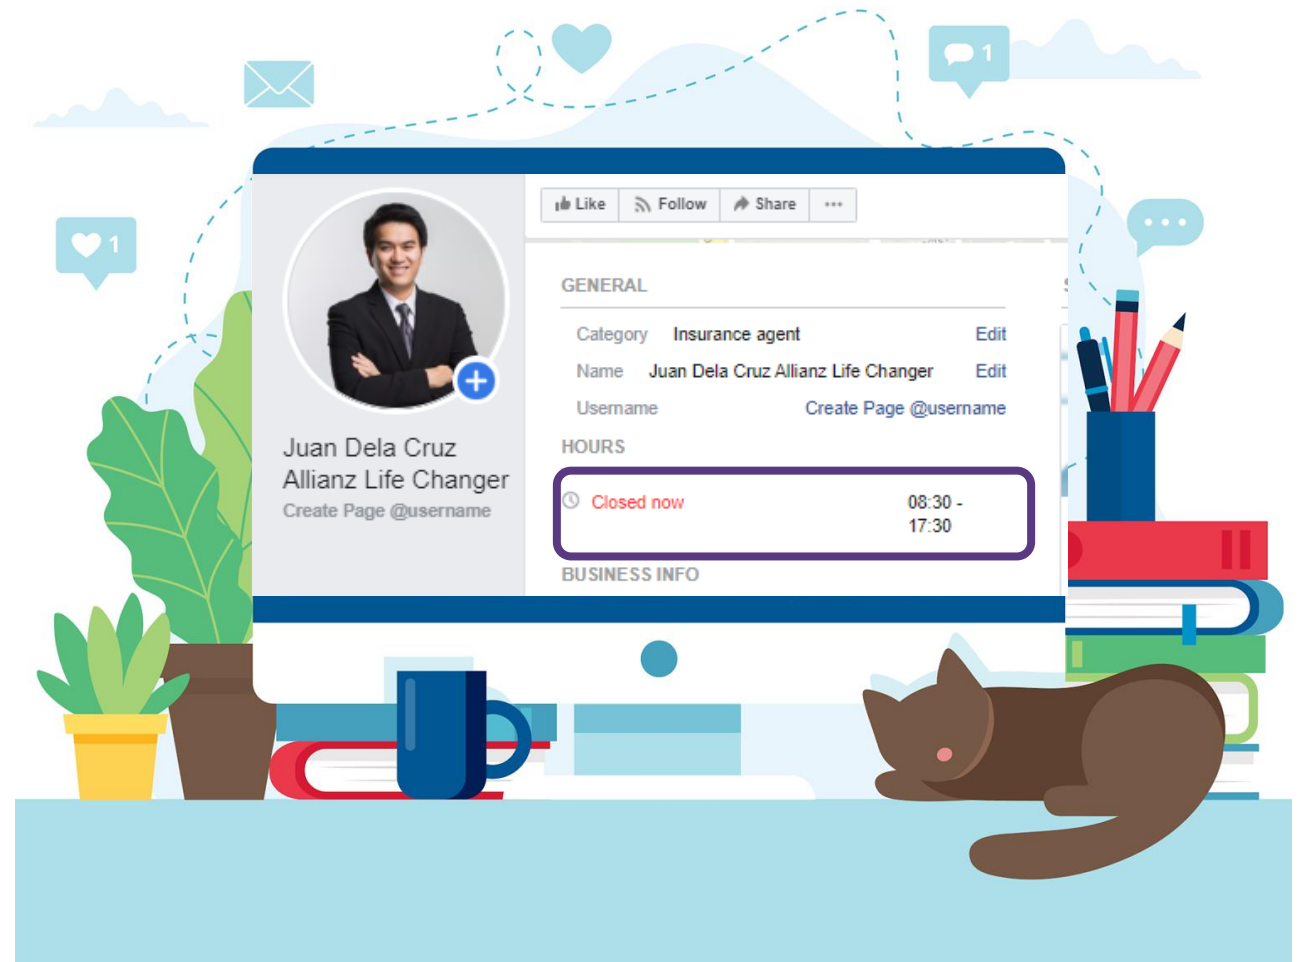 1
1
Like Follow Share ...
GENERAL
Category Insurance agent Edit
Name Juan Dela Cruz Allianz Life Changer Edit
Username Create Page @username
Juan Dela Cruz
Allianz Life Changer
Create Page @username
HOURS
Closed now 08:30 -
17:30
BUSINESS INFO